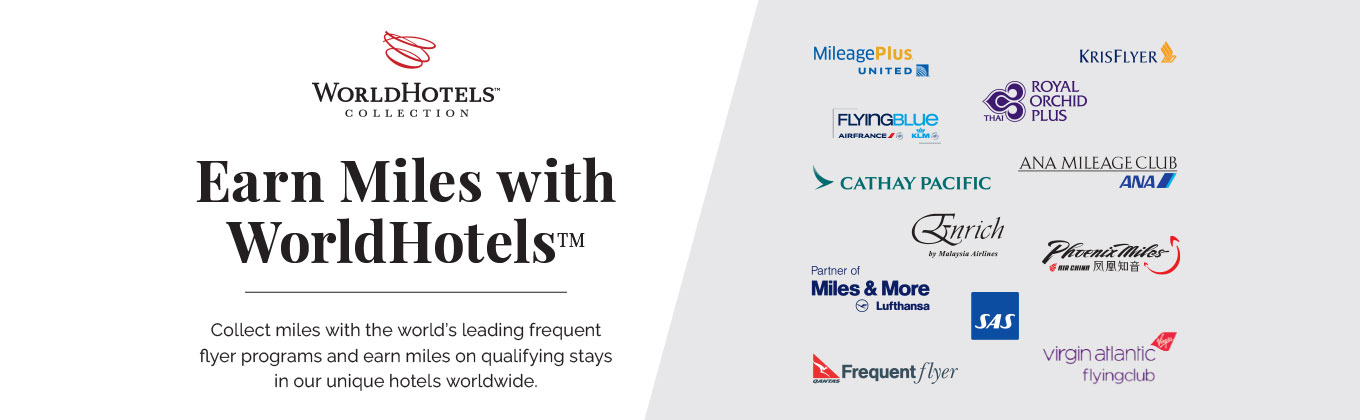 WORLDHOTELS™
COLLECTION
Earn Miles with
WorldHotels™
Collect miles with the world's leading frequent
flyer programs and earn miles on qualifying stays
in our unique hotels worldwide.
MileagePlus
UNITED
KRISFLYER
THAI
ROYAL
ORCHID
PLUS
FLYINGBLUE
AIRFRANCE KLM
CATHAY PACIFIC
ANA MILEAGE CLUB
ANA
Enrich
by Malaysia Airlines
Phoenix Miles
AIR CHINA 凤凰知音
Partner of
Miles & More
Lufthansa
SAS
QANTAS
Frequent flyer
Virgin
virgin atlantic
flyingclub